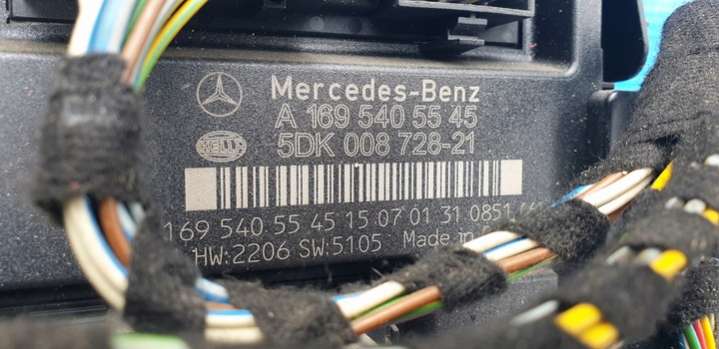 Mercedes-Benz
A 169 540 55 45
HELLA
5DK 008 728-21
169 540 55 45 15 07 01 31 0851
HW:2206 SW:5105 Made in